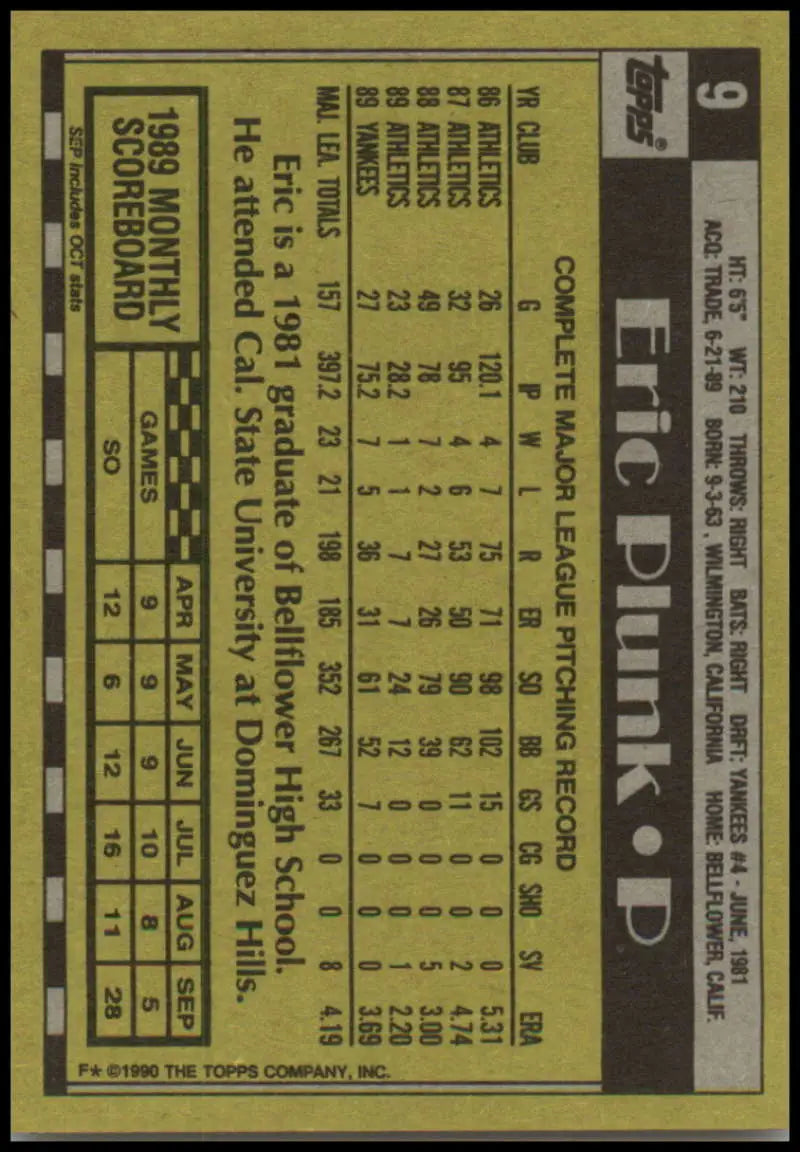 9
HT: 6'5" WT: 210 THROWS: RIGHT BATS: RIGHT DRFT: YANKEES #4 - JUNE, 1981
ACQ: TRADE, 6-21-89 BORN: 9-3-63, WILMINGTON, CALIFORNIA HOME: BELLFLOWER, CALIF.
topps®
Eric Plunk • P
COMPLETE MAJOR LEAGUE PITCHING RECORD
YR CLUB G IP W L R ER SO BB GS CG SHO SV ERA
86 ATHLETICS 26 120.1 4 7 75 71 98 102 15 0 0 0 5.31
87 ATHLETICS 32 95 4 6 53 50 90 62 11 0 0 2 4.74
88 ATHLETICS 49 78 7 2 27 26 79 39 0 0 0 5 3.00
89 ATHLETICS 23 28.2 1 1 7 7 24 12 0 0 0 1 2.20
89 YANKEES 27 75.2 7 5 36 31 61 52 7 0 0 0 3.69
MAJ. LEA. TOTALS 157 397.2 23 21 198 185 352 267 33 0 0 8 4.19
Eric is a 1981 graduate of Bellflower High School.
He attended Cal. State University at Dominguez Hills.
1989 MONTHLY
SCOREBOARD
APR MAY JUN JUL AUG SEP
GAMES 9 9 9 10 8 5
SO 12 6 12 16 11 28
SEP includes OCT stats
F* ©1990 THE TOPPS COMPANY, INC.